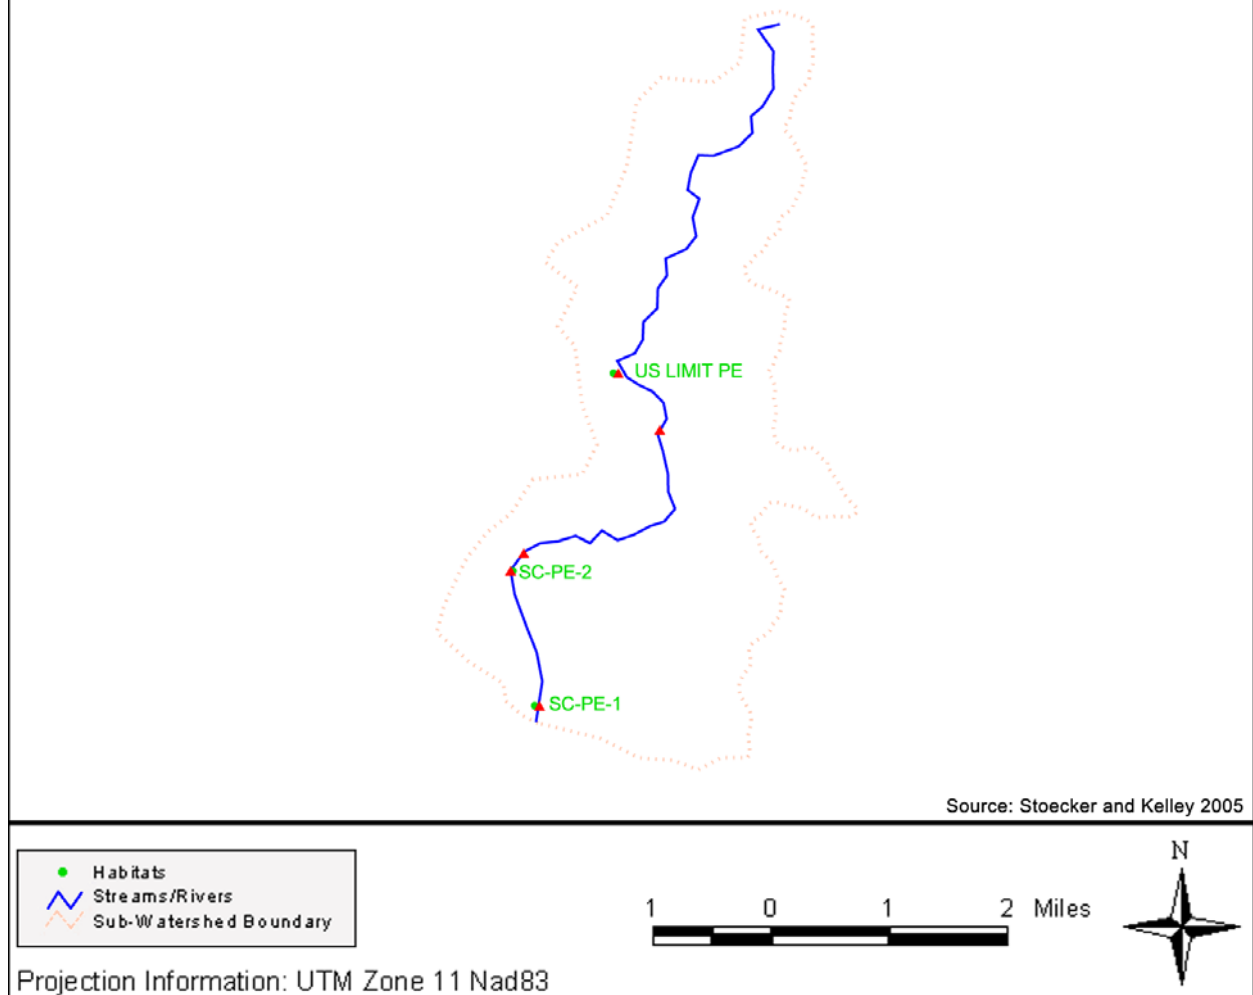 US LIMIT PE
SC-PE-2
SC-PE-1
Source: Stoecker and Kelley 2005
Habitats
Streams/Rivers
Sub-Watershed Boundary
1 0 1 2 Miles
N
Projection Information: UTM Zone 11 Nad83